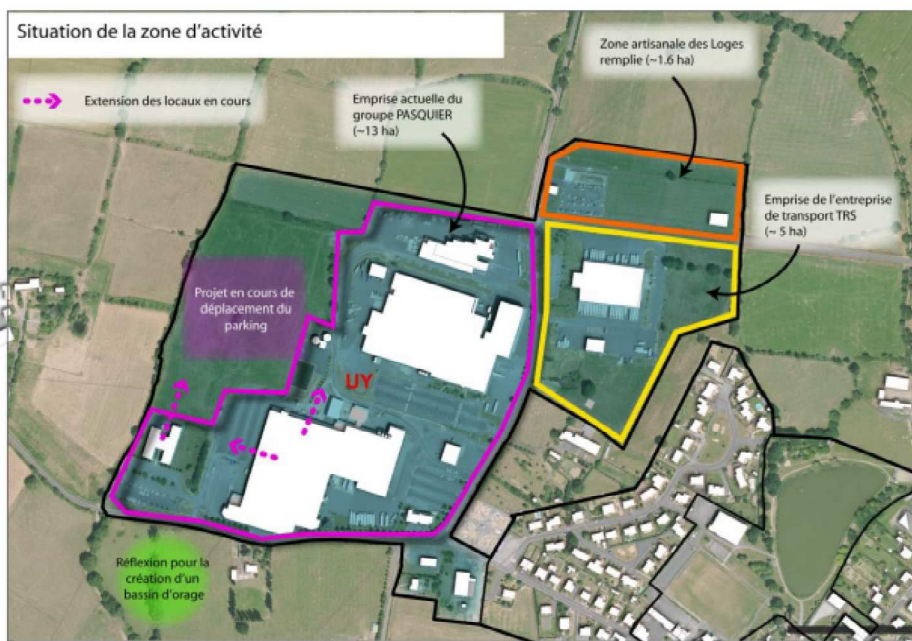 Situation de la zone d'activité
Extension des locaux en cours
Emprise actuelle du
groupe PASQUIER
(~13 ha)
Zone artisanale des Loges
remplie (~1.6 ha)
Emprise de l'entreprise
de transport TRS
(~ 5 ha)
Projet en cours de
déplacement du
parking
UY
Réflexion pour la
création d'un
bassin d'orage